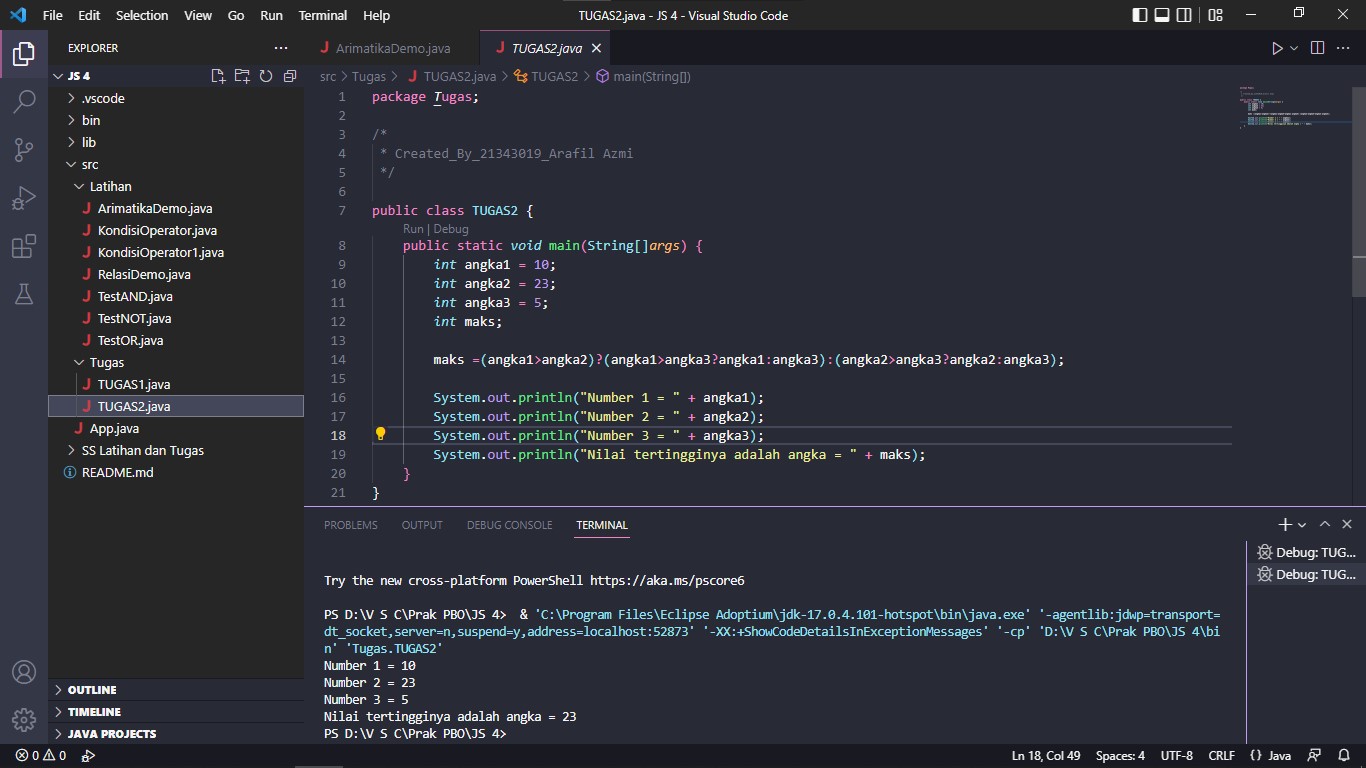 File Edit Selection View Go Run Terminal Help TUGAS2.java - JS 4 - Visual Studio Code
EXPLORER
JS 4
.vscode
bin
lib
src
Latihan
ArimatikaDemo.java
KondisiOperator.java
KondisiOperator1.java
RelasiDemo.java
TestAND.java
TestNOT.java
TestOR.java
Tugas
TUGAS1.java
TUGAS2.java
App.java
SS Latihan dan Tugas
README.md
OUTLINE
TIMELINE
JAVA PROJECTS
ArimatikaDemo.java TUGAS2.java
src > Tugas > TUGAS2.java > TUGAS2 > main(String[])
1 package Tugas;
2
3 /*
4 * Created_By_21343019_Arafil Azmi
5 */
6
7 public class TUGAS2 {
Run | Debug
8 public static void main(String[]args) {
9 int angka1 = 10;
10 int angka2 = 23;
11 int angka3 = 5;
12 int maks;
13
14 maks =(angka1>angka2)?(angka1>angka3?angka1:angka3):(angka2>angka3?angka2:angka3);
15
16 System.out.println("Number 1 = " + angka1);
17 System.out.println("Number 2 = " + angka2);
18 System.out.println("Number 3 = " + angka3);
19 System.out.println("Nilai tertingginya adalah angka = " + maks);
20 }
21 }
PROBLEMS OUTPUT DEBUG CONSOLE TERMINAL
Debug: TUG...
Debug: TUG...
Try the new cross-platform PowerShell https://aka.ms/pscore6
PS D:\V S C\Prak PBO\JS 4> & 'C:\Program Files\Eclipse Adoptium\jdk-17.0.4.101-hotspot\bin\java.exe' '-agentlib:jdwp=transport=
dt_socket,server=n,suspend=y,address=localhost:52873' '-XX:+ShowCodeDetailsInExceptionMessages' '-cp' 'D:\V S C\Prak PBO\JS 4\bi
n' 'Tugas.TUGAS2'
Number 1 = 10
Number 2 = 23
Number 3 = 5
Nilai tertingginya adalah angka = 23
PS D:\V S C\Prak PBO\JS 4>
0 0 Ln 18, Col 49 Spaces: 4 UTF-8 CRLF {} Java